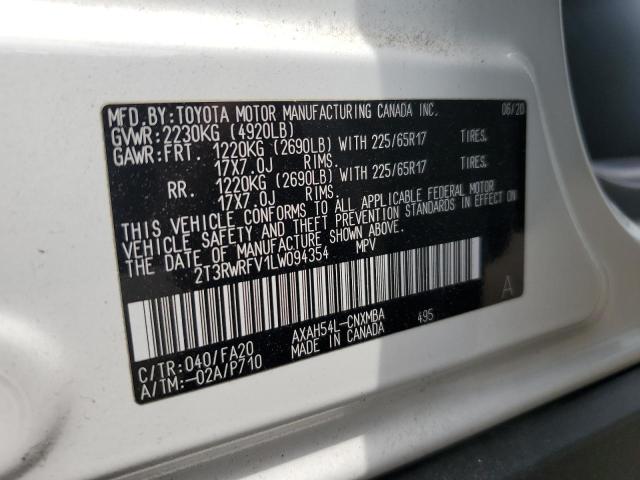 MFD.BY:TOYOTA MOTOR MANUFACTURING CANADA INC. 06/20
GVWR:2230KG (4920LB)
GAWR:FRT. 1220KG (2690LB) WITH 225/65R17 TIRES.
17X7.0J RIMS.
RR. 1220KG (2690LB) WITH 225/65R17 TIRES.
17X7.0J RIMS.
THIS VEHICLE CONFORMS TO ALL APPLICABLE FEDERAL MOTOR
VEHICLE SAFETY AND THEFT PREVENTION STANDARDS IN EFFECT ON
THE DATE OF MANUFACTURE SHOWN ABOVE.
2T3RWRFV1LW094354 MPV
A
C/TR:040/FA20 AXAH54L-CNXMBA 495
A/TM:-02A/P710 MADE IN CANADA